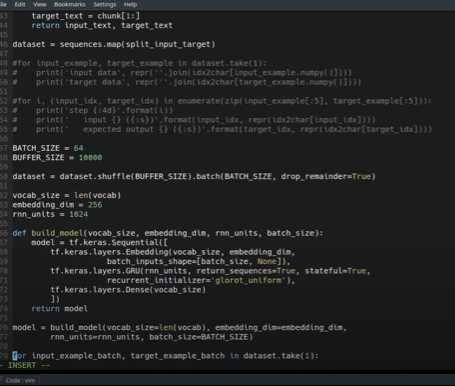 File Edit View Bookmarks Settings Help
43 target_text = chunk[1:]
44 return input_text, target_text
45
46 dataset = sequences.map(split_input_target)
47
48 #for input_example, target_example in dataset.take(1):
49 # print('input data', repr(''.join(idx2char[input_example.numpy()])))
50 # print('target data', repr(''.join(idx2char[target_example.numpy()])))
51
52 #for i, (input_idx, target_idx) in enumerate(zip(input_example[:5], target_example[:5])):
53 # print('step {:4d}'.format(i))
54 # print(' input {} ({:s})'.format(input_idx, repr(idx2char[input_idx])))
55 # print(' expected output {} ({:s})'.format(target_idx, repr(idx2char[target_idx])))
56
57 BATCH_SIZE = 64
58 BUFFER_SIZE = 10000
59
60 dataset = dataset.shuffle(BUFFER_SIZE).batch(BATCH_SIZE, drop_remainder=True)
61
62 vocab_size = len(vocab)
63 embedding_dim = 256
64 rnn_units = 1024
65
66 def build_model(vocab_size, embedding_dim, rnn_units, batch_size):
67 model = tf.keras.Sequential([
68 tf.keras.layers.Embedding(vocab_size, embedding_dim,
69 batch_inputs_shape=[batch_size, None]),
70 tf.keras.layers.GRU(rnn_units, return_sequences=True, stateful=True,
71 recurrent_initializer='glorot_uniform'),
72 tf.keras.layers.Dense(vocab_size)
73 ])
74 return model
75
76 model = build_model(vocab_size=len(vocab), embedding_dim=embedding_dim,
77 rnn_units=rnn_units, batch_size=BATCH_SIZE)
78
79 for input_example_batch, target_example_batch in dataset.take(1):
-- INSERT --
Code : vim